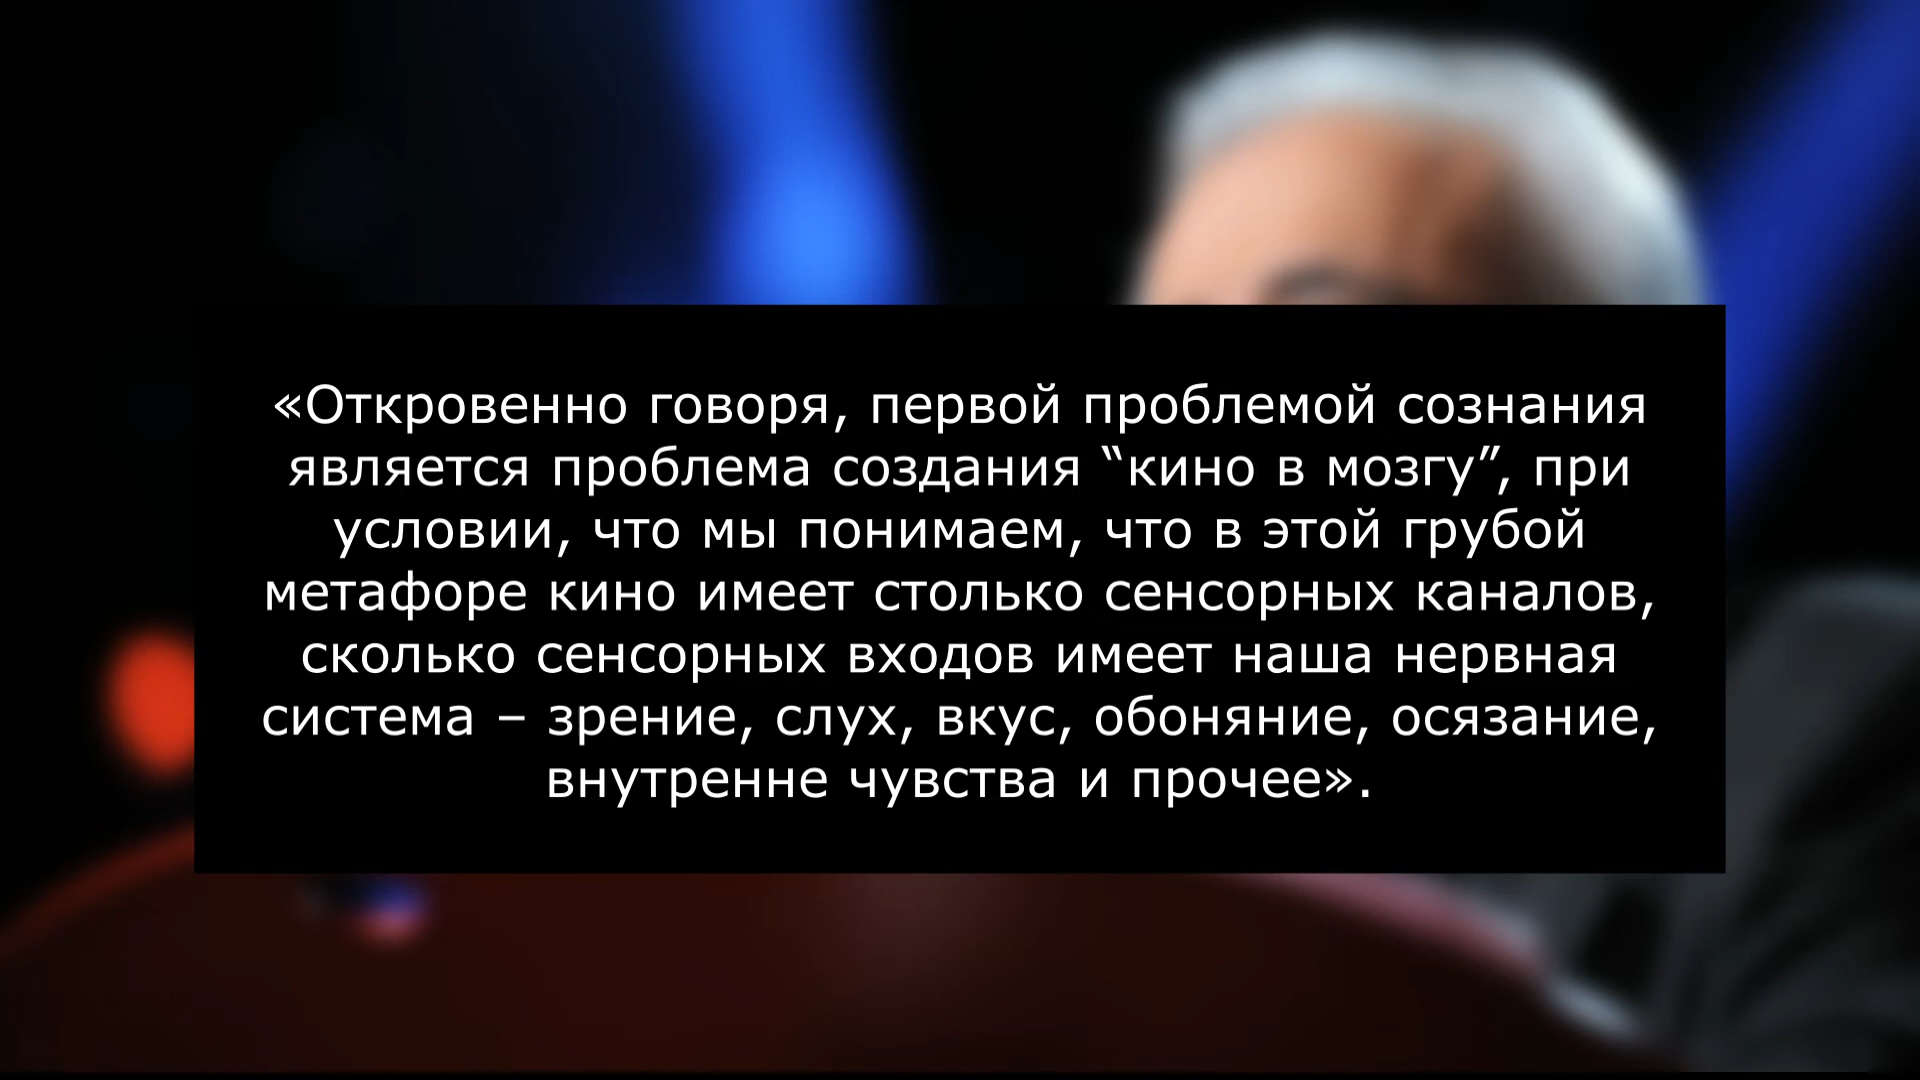 «Откровенно говоря, первой проблемой сознания
является проблема создания “кино в мозгу”, при
условии, что мы понимаем, что в этой грубой
метафоре кино имеет столько сенсорных каналов,
сколько сенсорных входов имеет наша нервная
система – зрение, слух, вкус, обоняние, осязание,
внутренне чувства и прочее».